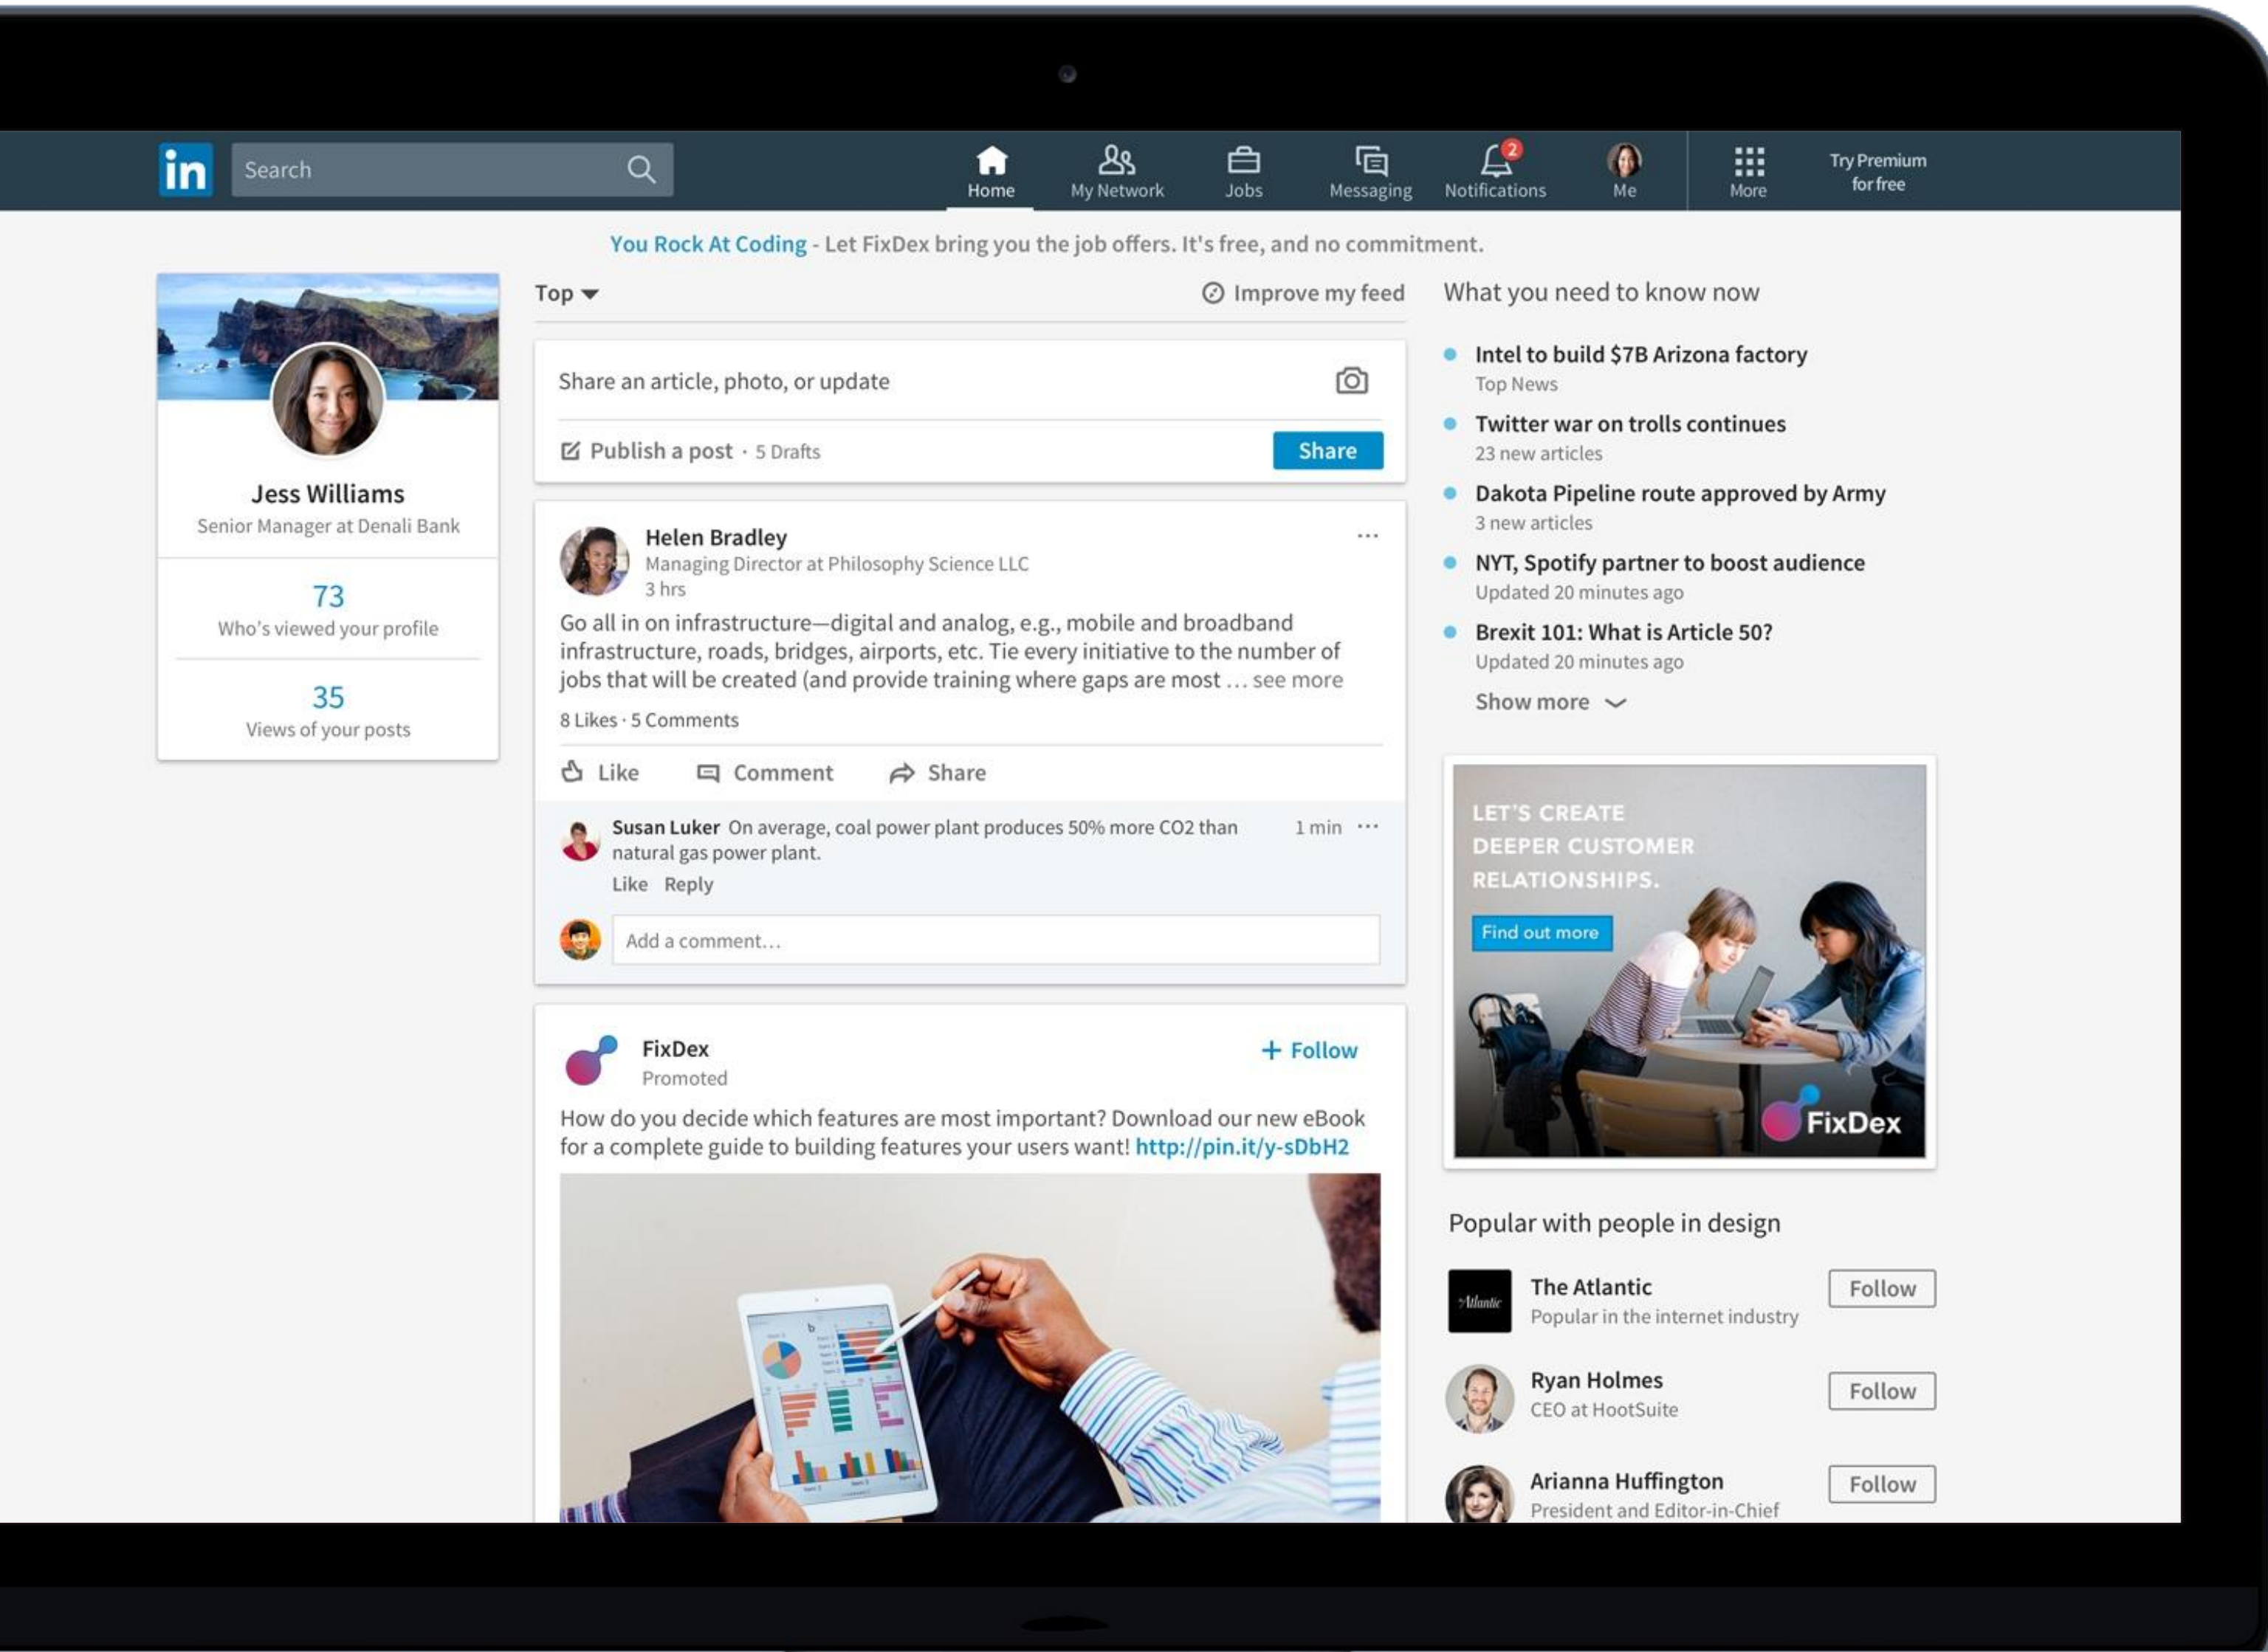 in
Search
Home
My Network
Jobs
Messaging
2
Notifications
Me
More
Try Premium
for free
You Rock At Coding - Let FixDex bring you the job offers. It's free, and no commitment.
Jess Williams
Senior Manager at Denali Bank
73
Who's viewed your profile
35
Views of your posts
Top
Improve my feed
Share an article, photo, or update
Publish a post · 5 Drafts
Share
Helen Bradley
Managing Director at Philosophy Science LLC
3 hrs
Go all in on infrastructure—digital and analog, e.g., mobile and broadband
infrastructure, roads, bridges, airports, etc. Tie every initiative to the number of
jobs that will be created (and provide training where gaps are most ... see more
8 Likes · 5 Comments
Like
Comment
Share
Susan Luker On average, coal power plant produces 50% more CO2 than
1 min
natural gas power plant.
Like Reply
Add a comment...
FixDex
+ Follow
Promoted
How do you decide which features are most important? Download our new eBook
for a complete guide to building features your users want! http://pin.it/y-sDbH2
What you need to know now
Intel to build $7B Arizona factory
Top News
Twitter war on trolls continues
23 new articles
Dakota Pipeline route approved by Army
3 new articles
NYT, Spotify partner to boost audience
Updated 20 minutes ago
Brexit 101: What is Article 50?
Updated 20 minutes ago
Show more
LET'S CREATE
DEEPER CUSTOMER
RELATIONSHIPS.
Find out more
FixDex
Popular with people in design
Atlantic
The Atlantic
Popular in the internet industry
Follow
Ryan Holmes
CEO at HootSuite
Follow
Arianna Huffington
President and Editor-in-Chief
Follow